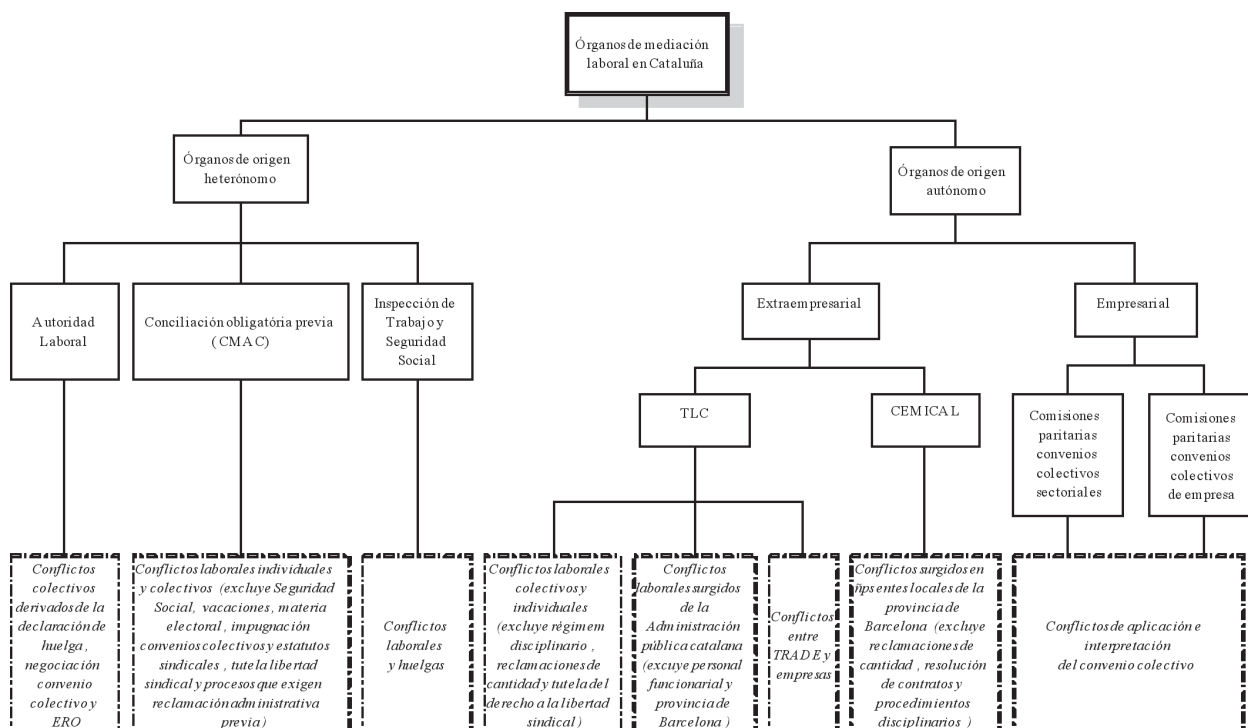 Órganos de mediación
laboral en Cataluña
Órganos de origen
heterónomo
Órganos de origen
autónomo
Autoridad
Laboral
Conciliación obligatória previa
(CMAC)
Inspección de
Trabajo y
Seguridad
Social
Extraempresarial
Empresarial
TLC
CEMICAL
Comisiones
paritarias
convenios
colectivos
sectoriales
Comisiones
paritarias
convenios
colectivos
de empresa
Conflictos
colectivos
derivados de la
declaración de
huelga,
negociación
convenio
colectivo y
ERO
Conflictos laborales individuales
y colectivos (excluye Seguridad
Social, vacaciones, materia
electoral, impugnación
convenios colectivos y estatutos
sindicales, tutela libertad
sindical y procesos que exigen
reclamación administrativa
previa)
Conflictos
laborales
y huelgas
Conflictos laborales
colectivos y
individuales
(excluye régimem
disciplinario,
reclamaciones de
cantidad y tutela del
derecho a la libertad
sindical)
Conflictos
laborales surgidos
de la
Administración
pública catalana
(excuye personal
funcionarial y
provincia de
Barcelona)
Conflictos
entre
TRADE y
empresas
Conflictos surgidos en
ñps entes locales de la
provincia de
Barcelona (excluye
reclamaciones de
cantidad, resolución
de contratos y
procedimientos
disciplinarios)
Conflictos de aplicación e
interpretación
del convenio colectivo